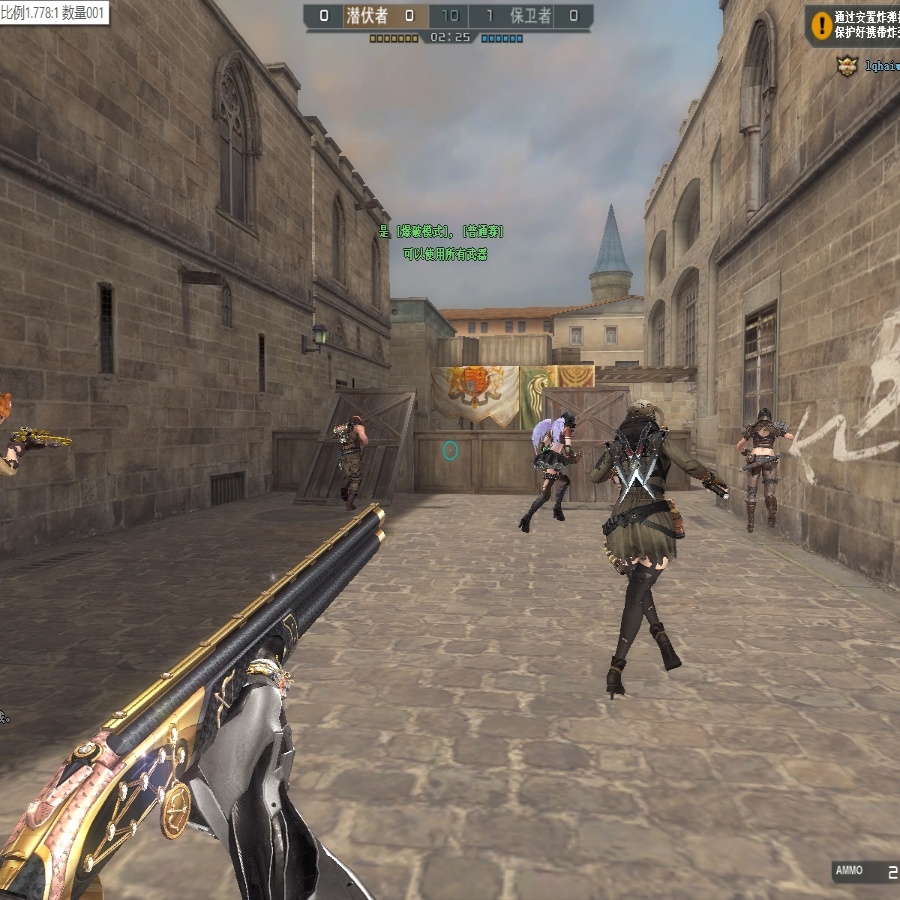 比例1.778:1 数量001
0 潜伏者 0 10 1 保卫者 0
02:25
通过安置炸弹
保护好携带炸弹
lghaiw
是 [爆破模式], [普通赛]
可以使用所有武器
AMMO 2